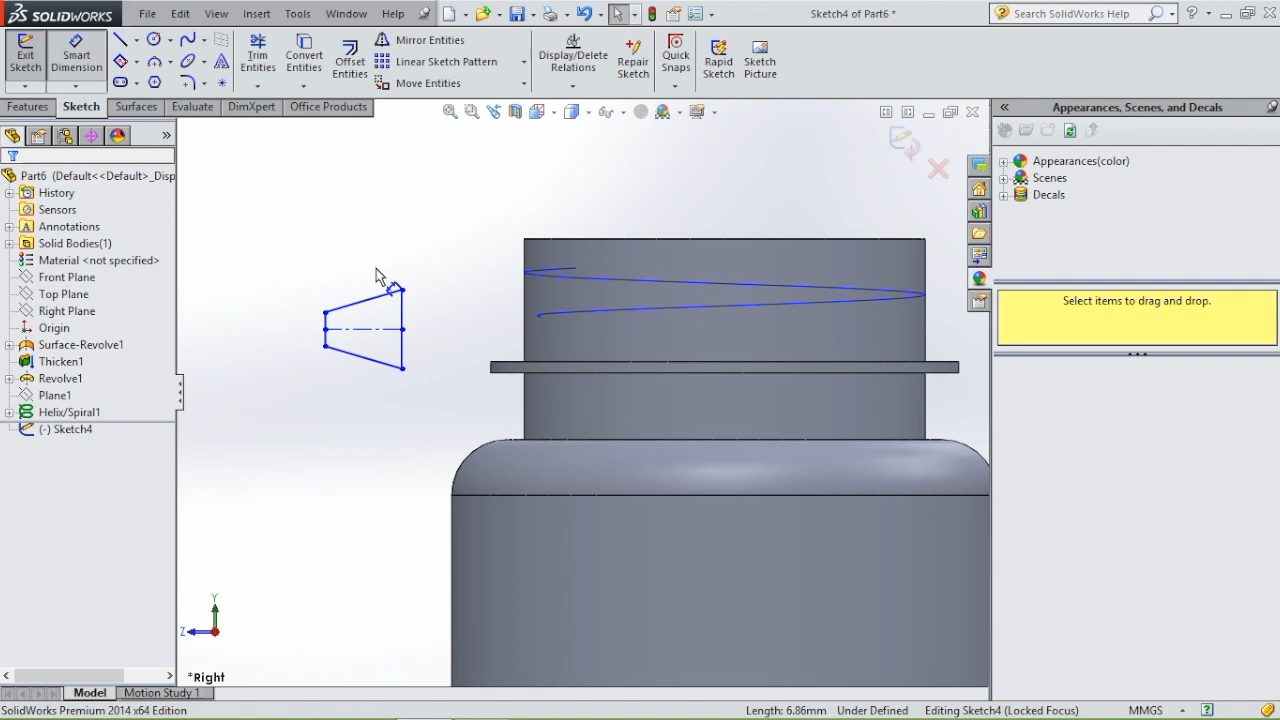 SOLIDWORKS File Edit View Insert Tools Window Help Sketch4 of Part6 * Search SolidWorks Help
Exit Sketch
Smart Dimension
Trim Entities
Convert Entities
Offset Entities
Mirror Entities
Linear Sketch Pattern
Move Entities
Display/Delete Relations
Repair Sketch
Quick Snaps
Rapid Sketch
Sketch Picture
Features Sketch Surfaces Evaluate DimXpert Office Products
Appearances, Scenes, and Decals
Part6 (Default<<Default>_Disp
History
Sensors
Annotations
Solid Bodies(1)
Material <not specified>
Front Plane
Top Plane
Right Plane
Origin
Surface-Revolve1
Thicken1
Revolve1
Plane1
Helix/Spiral1
(-) Sketch4
Appearances(color)
Scenes
Decals
Select items to drag and drop.
Y
Z
*Right
Model Motion Study 1
SolidWorks Premium 2014 x64 Edition Length: 6.86mm Under Defined Editing Sketch4 (Locked Focus) MMGS